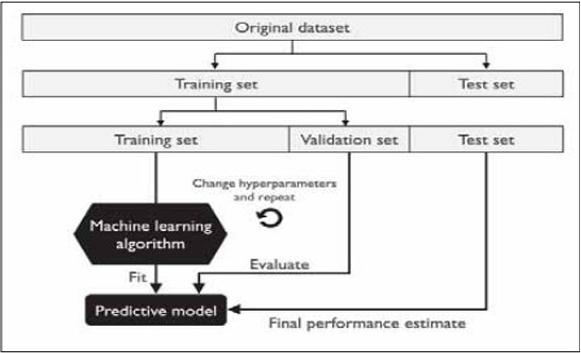 Original dataset
Training set
Test set
Training set
Validation set
Test set
Change hyperparameters
and repeat
Machine learning
algorithm
Fit
Evaluate
Predictive model
Final performance estimate